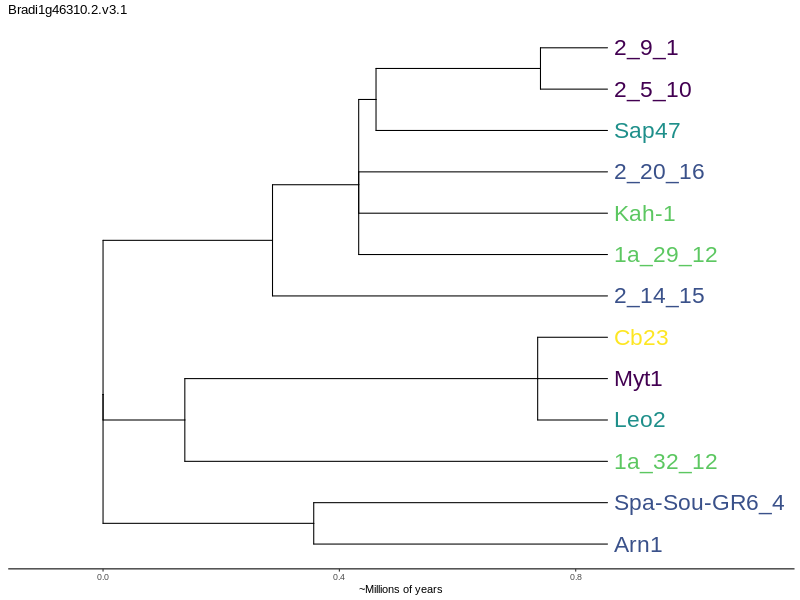 Bradi1g46310.2.v3.1
2_9_1
2_5_10
Sap47
2_20_16
Kah-1
1a_29_12
2_14_15
Cb23
Myt1
Leo2
1a_32_12
Spa-Sou-GR6_4
Arn1
0.0 0.4 0.8
~Millions of years